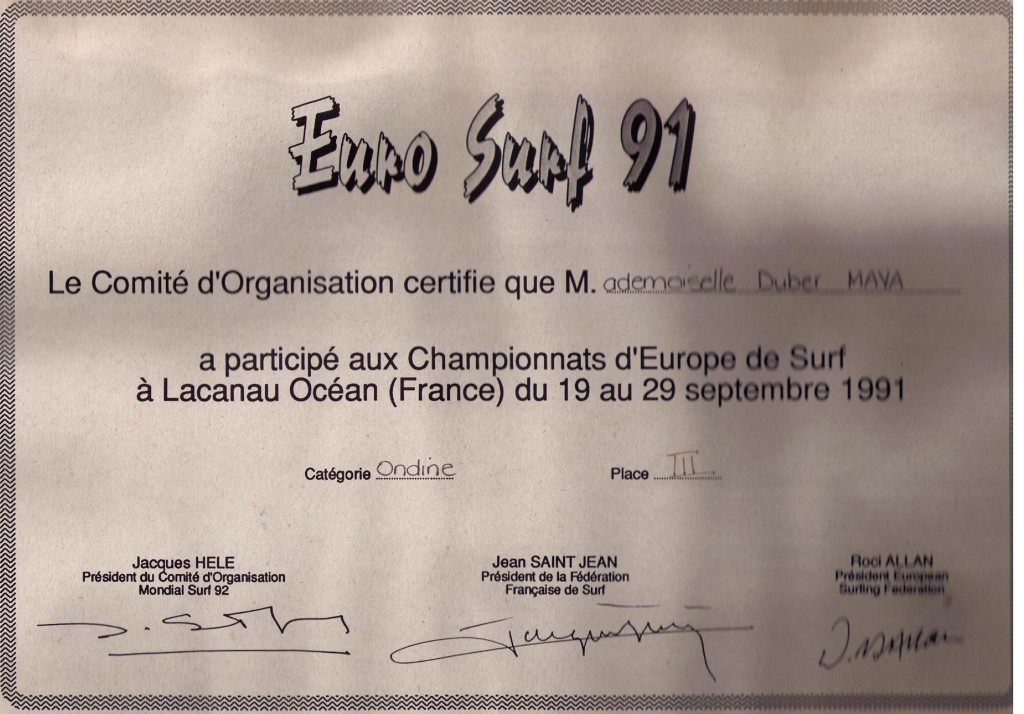 Euro Surf 91
Le Comité d'Organisation certifie que M. ademoiselle Duber MAYA
a participé aux Championnats d'Europe de Surf
à Lacanau Océan (France) du 19 au 29 septembre 1991
Catégorie Ondine Place III
Jacques HELE
Président du Comité d'Organisation
Mondial Surf 92
Jean SAINT JEAN
Président de la Fédération
Française de Surf
Roci ALLAN
Président European
Surfing Federation